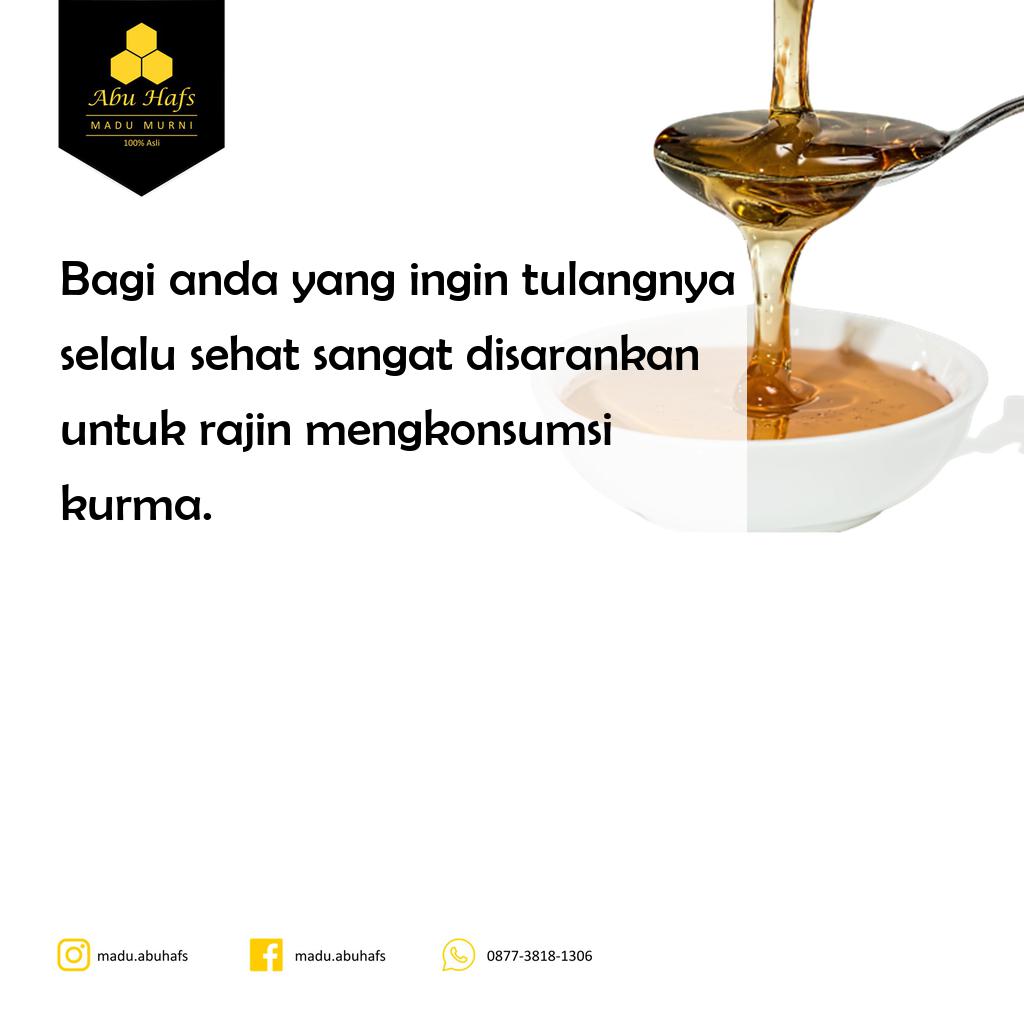 Abu Hafs
MADU MURNI
100% Asli
Bagi anda yang ingin tulangnya
selalu sehat sangat disarankan
untuk rajin mengkonsumsi
kurma.
madu.abuhafs
madu.abuhafs
0877-3818-1306